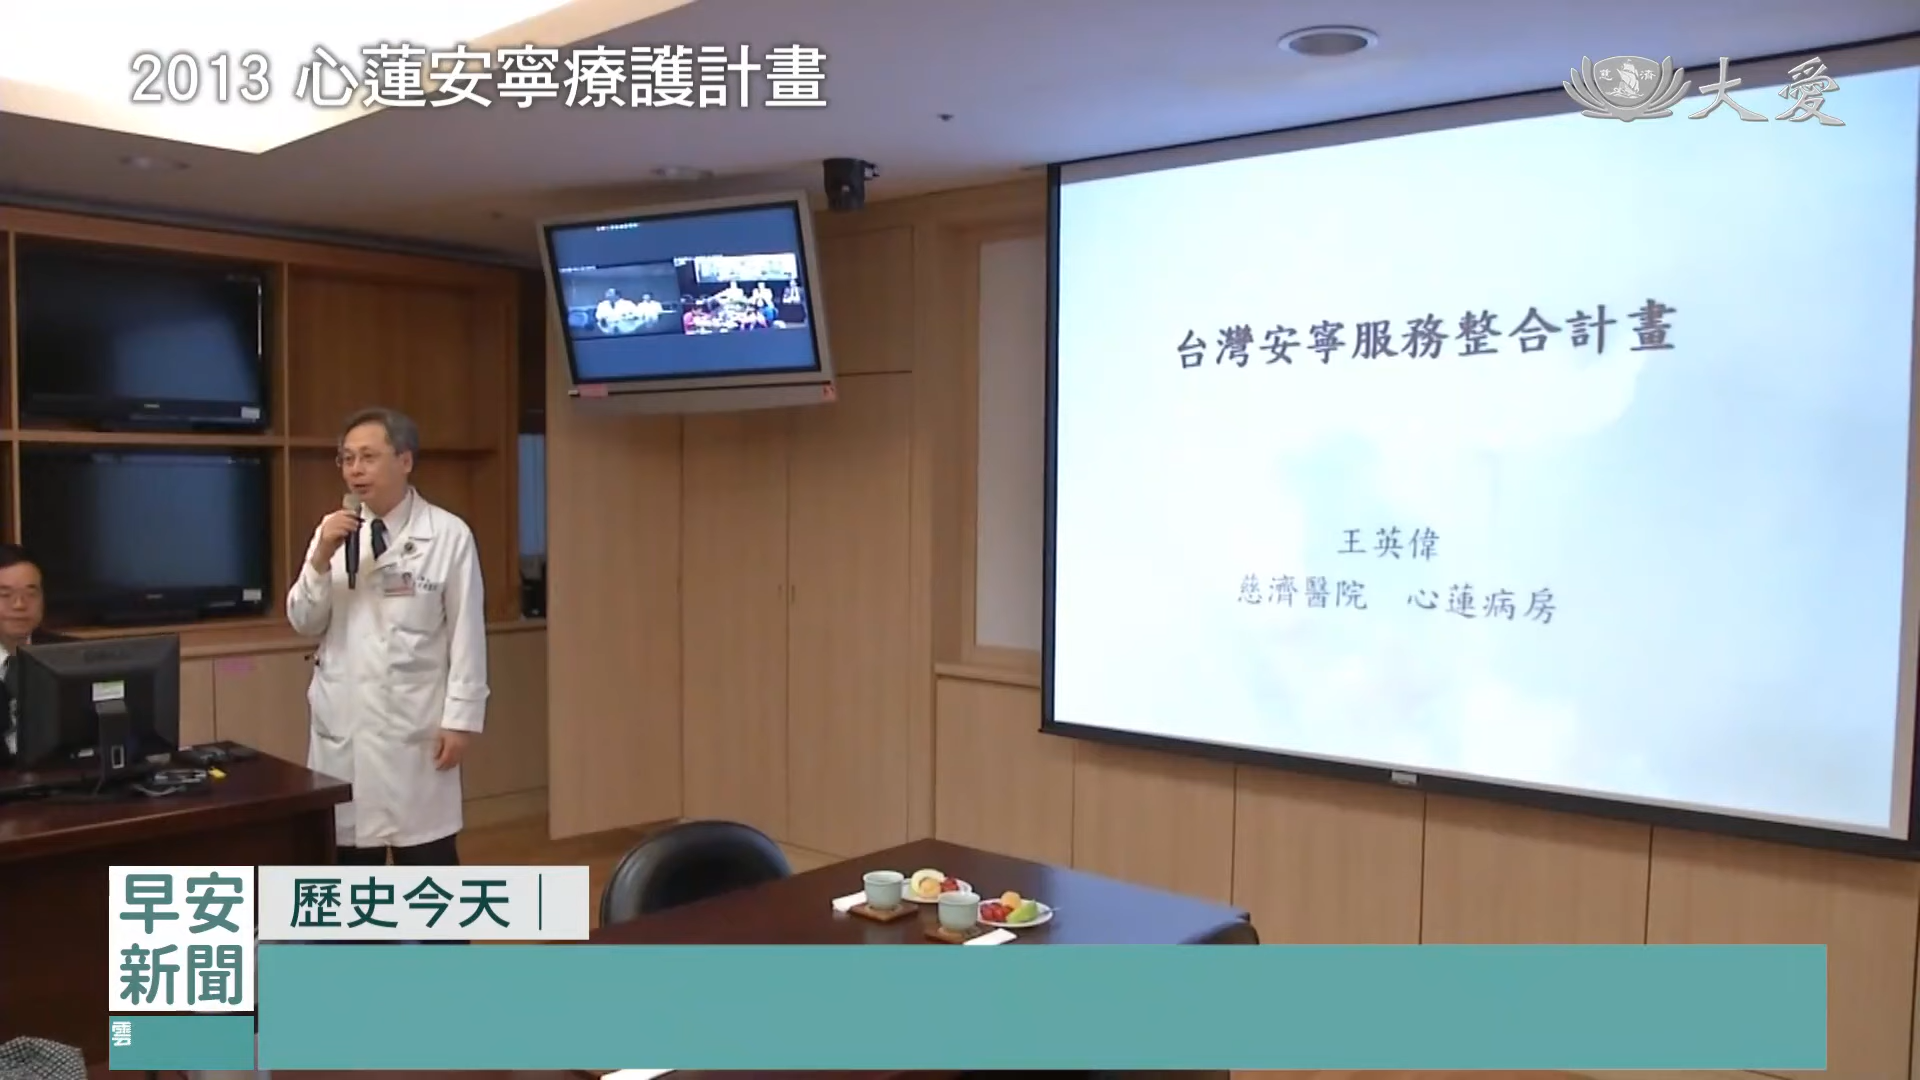 2013 心蓮安寧療護計畫
慈濟
大愛
台灣安寧服務整合計畫
王英偉
慈濟醫院 心蓮病房
早安
新聞
歷史今天
雲